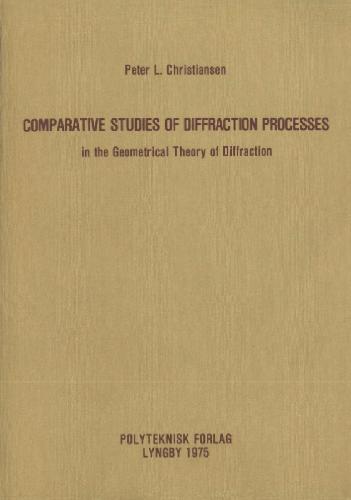 Peter L. Christiansen
COMPARATIVE STUDIES OF DIFFRACTION PROCESSES
in the Geometrical Theory of Diffraction
POLYTEKNISK FORLAG
LYNGBY 1975